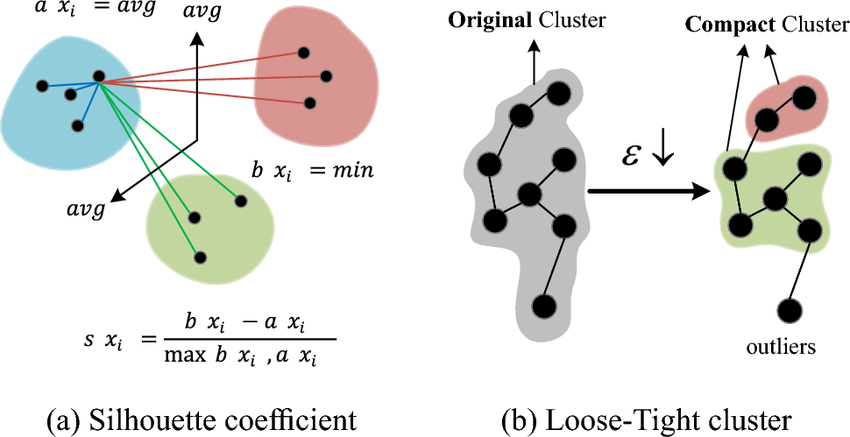 a x_i = avg
avg
b x_i = min
avg
s x_i = \frac{b x_i - a x_i}{max b x_i , a x_i}
(a) Silhouette coefficient
Original Cluster
Compact Cluster
ε ↓
outliers
(b) Loose-Tight cluster